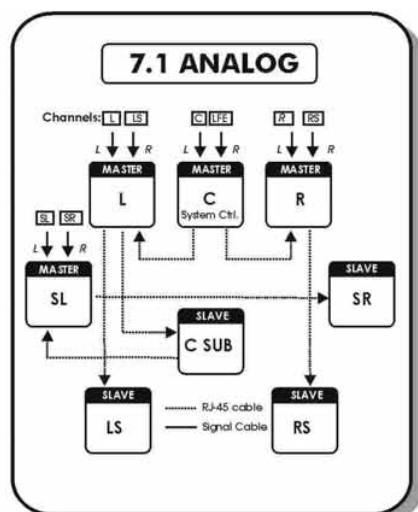 7.1 ANALOG
Channels: L LS C LFE R RS
L R L R L R
MASTER MASTER MASTER
L C R
System Ctrl.
SL SR
L R
MASTER SLAVE
SL SR
SLAVE
C SUB
SLAVE SLAVE
LS RS
RJ-45 cable
Signal Cable